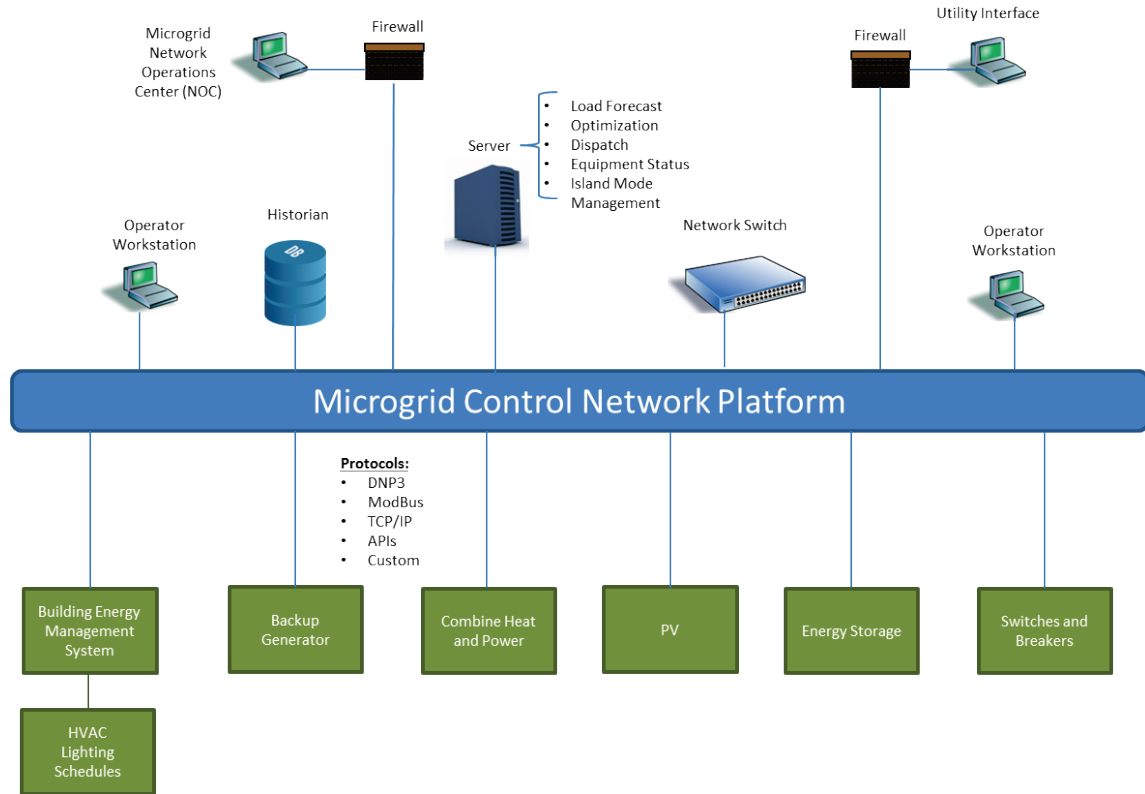 Microgrid
Network
Operations
Center (NOC)
Firewall
Utility Interface
Firewall
Server
• Load Forecast
• Optimization
• Dispatch
• Equipment Status
• Island Mode
Management
Operator
Workstation
Historian
DB
Network Switch
Operator
Workstation
Microgrid Control Network Platform
Protocols:
• DNP3
• ModBus
• TCP/IP
• APIs
• Custom
Building Energy
Management
System
Backup
Generator
Combine Heat
and Power
PV
Energy Storage
Switches and
Breakers
HVAC
Lighting
Schedules